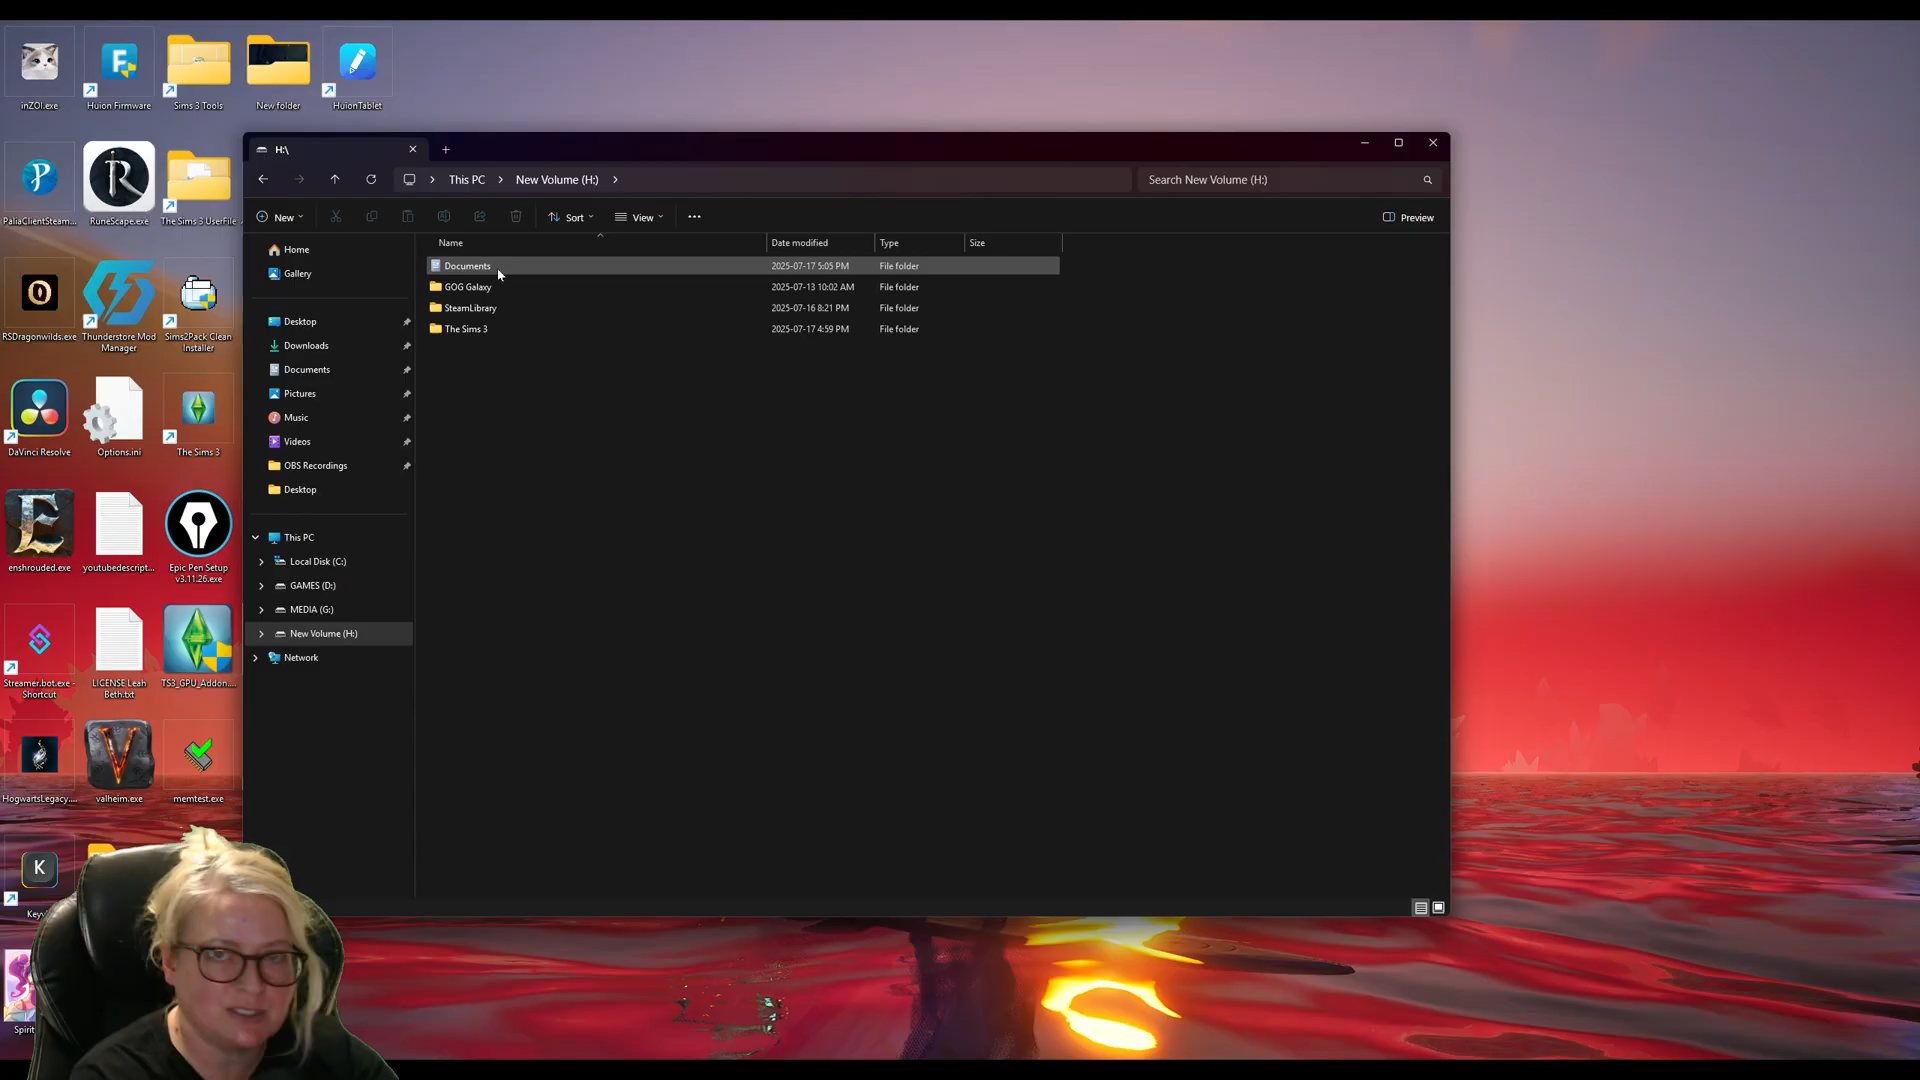 inZOI.exe
Huion Firmware
Sims 3 Tools
New folder
HuionTablet
PaliaClientSteam...
RuneScape.exe
The Sims 3 UserFile
RSDragonwilds.exe
Thunderstore Mod
Manager
Sims2Pack Clean
Installer
DaVinci Resolve
Options.ini
The Sims 3
enshrouded.exe
youtubedescript...
Epic Pen Setup
v3.11.26.exe
Streamer.bot.exe -
Shortcut
LICENSE Leah
Beth.txt
TS3_GPU_Addon....
HogwartsLegacy....
valheim.exe
memtest.exe
K
Spirit
H:\
This PC
New Volume (H:)
Search New Volume (H:)
New
Sort
View
Preview
Name
Date modified
Type
Size
Documents 2025-07-17 5:05 PM File folder
GOG Galaxy 2025-07-13 10:02 AM File folder
SteamLibrary 2025-07-16 8:21 PM File folder
The Sims 3 2025-07-17 4:59 PM File folder
Home
Gallery
Desktop
Downloads
Documents
Pictures
Music
Videos
OBS Recordings
Desktop
This PC
Local Disk (C:)
GAMES (D:)
MEDIA (G:)
New Volume (H:)
Network